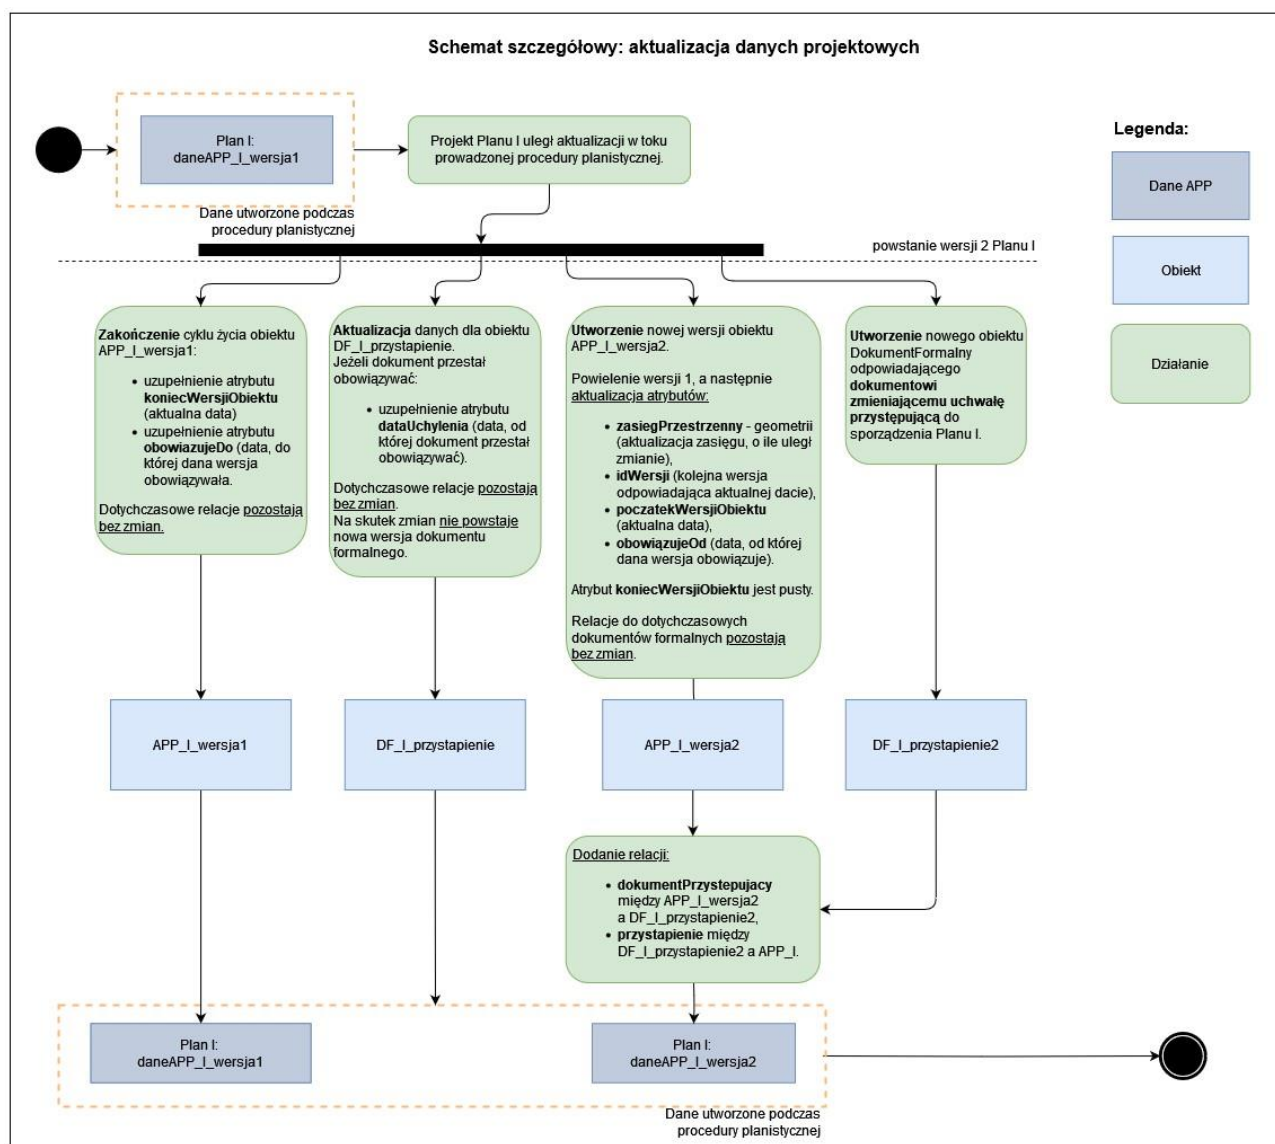 Schemat szczegółowy: aktualizacja danych projektowych
Plan I:
daneAPP_I_wersja1
Dane utworzone podczas
procedury planistycznej
Projekt Planu I uległ aktualizacji w toku
prowadzonej procedury planistycznej.
Legenda:
Dane APP
Obiekt
Działanie
powstanie wersji 2 Planu I
Zakończenie cyklu życia obiektu
APP_I_wersja1:
• uzupełnienie atrybutu
koniecWersjiObiektu
(aktualna data)
• uzupełnienie atrybutu
obowiazujeDo (data, do
której dana wersja
obowiązywała.
Dotychczasowe relacje pozostają
bez zmian.
Aktualizacja danych dla obiektu
DF_I_przystapienie.
Jeżeli dokument przestał
obowiązywać:
• uzupełnienie atrybutu
dataUchylenia (data, od
której dokument przestał
obowiązywać).
Dotychczasowe relacje pozostają
bez zmian.
Na skutek zmian nie powstaje
nowa wersja dokumentu
formalnego.
Utworzenie nowej wersji obiektu
APP_I_wersja2.
Powielenie wersji 1, a następnie
aktualizacja atrybutów:
• zasiegPrzestrzenny - geometrii
(aktualizacja zasięgu, o ile uległ
zmianie),
• idWersji (kolejna wersja
odpowiadająca aktualnej dacie),
• poczatekWersjiObiektu
(aktualna data),
• obowiązujeOd (data, od której
dana wersja obowiązuje).
Atrybut koniecWersjiObiektu jest pusty.
Relacje do dotychczasowych
dokumentów formalnych pozostają
bez zmian.
Utworzenie nowego obiektu
DokumentFormalny
odpowiadającego
dokumentowi
zmieniającemu uchwałę
przystępującą do
sporządzenia Planu I.
APP_I_wersja1
DF_I_przystapienie
APP_I_wersja2
DF_I_przystapienie2
Dodanie relacji:
• dokumentPrzystepujacy
między APP_I_wersja2
a DF_I_przystapienie2,
• przystapienie między
DF_I_przystapienie2 a APP_I.
Plan I:
daneAPP_I_wersja1
Plan I:
daneAPP_I_wersja2
Dane utworzone podczas
procedury planistycznej